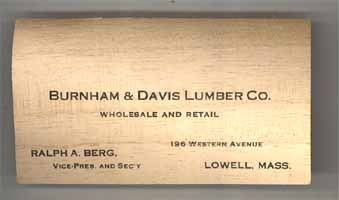 BURNHAM & DAVIS LUMBER CO.
WHOLESALE AND RETAIL
196 WESTERN AVENUE
RALPH A. BERG,
VICE-PRES. AND SEC'Y
LOWELL, MASS.